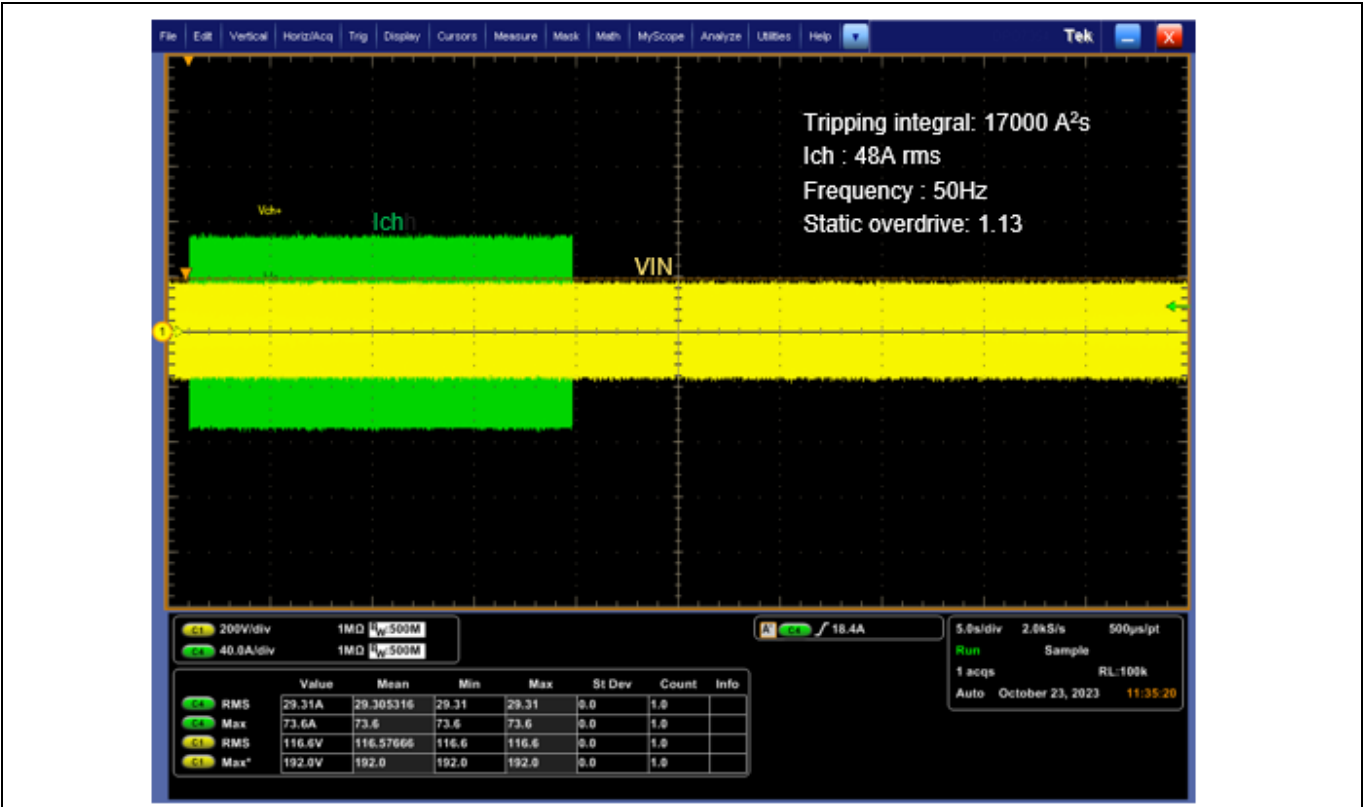 File Edit Vertical Horiz/Acq Trig Display Cursors Measure Mask Math MyScope Analyze Utilities Help Tek X
Tripping integral: 17000 A²s
Ich : 48A rms
Frequency : 50Hz
Static overdrive: 1.13
Vch+
Ich
VIN
1
C1 200V/div 1MΩ BW:500M
C4 40.0A/div 1MΩ BW:500M
A' C4 18.4A
5.0s/div 2.0kS/s 500µs/pt
Run Sample
1 acqs RL:100k
Auto October 23, 2023 11:35:20
Value Mean Min Max St Dev Count Info
C4 RMS 29.31A 29.305316 29.31 29.31 0.0 1.0
C4 Max 73.6A 73.6 73.6 73.6 0.0 1.0
C1 RMS 116.6V 116.57666 116.6 116.6 0.0 1.0
C1 Max* 192.0V 192.0 192.0 192.0 0.0 1.0